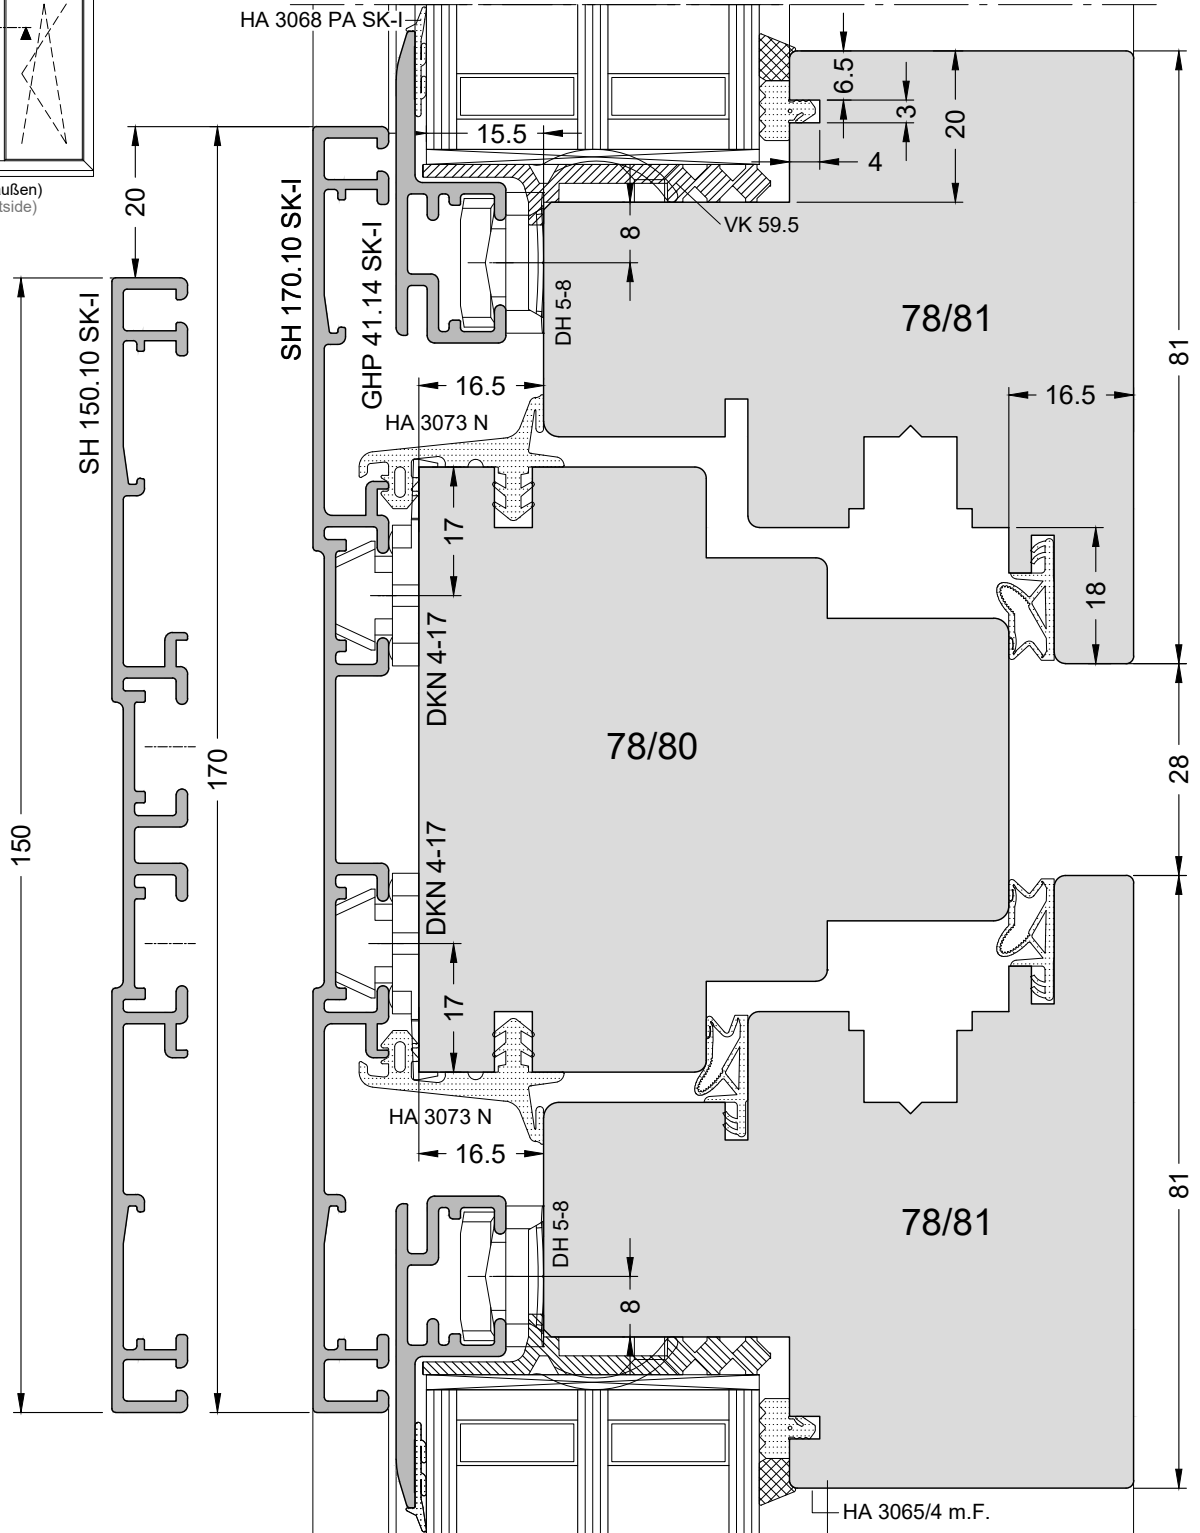 HA 3068 PA SK-I
außen)
tside)
20
15.5
6.5
3
20
4
VK 59.5
8
SH 150.10 SK-I
SH 170.10 SK-I
GHP 41.14 SK-I
DH 5-8
78/81
81
16.5
16.5
HA 3073 N
17
18
DKN 4-17
78/80
28
170
150
DKN 4-17
17
HA 3073 N
16.5
DH 5-8
78/81
81
8
HA 3065/4 m.F.